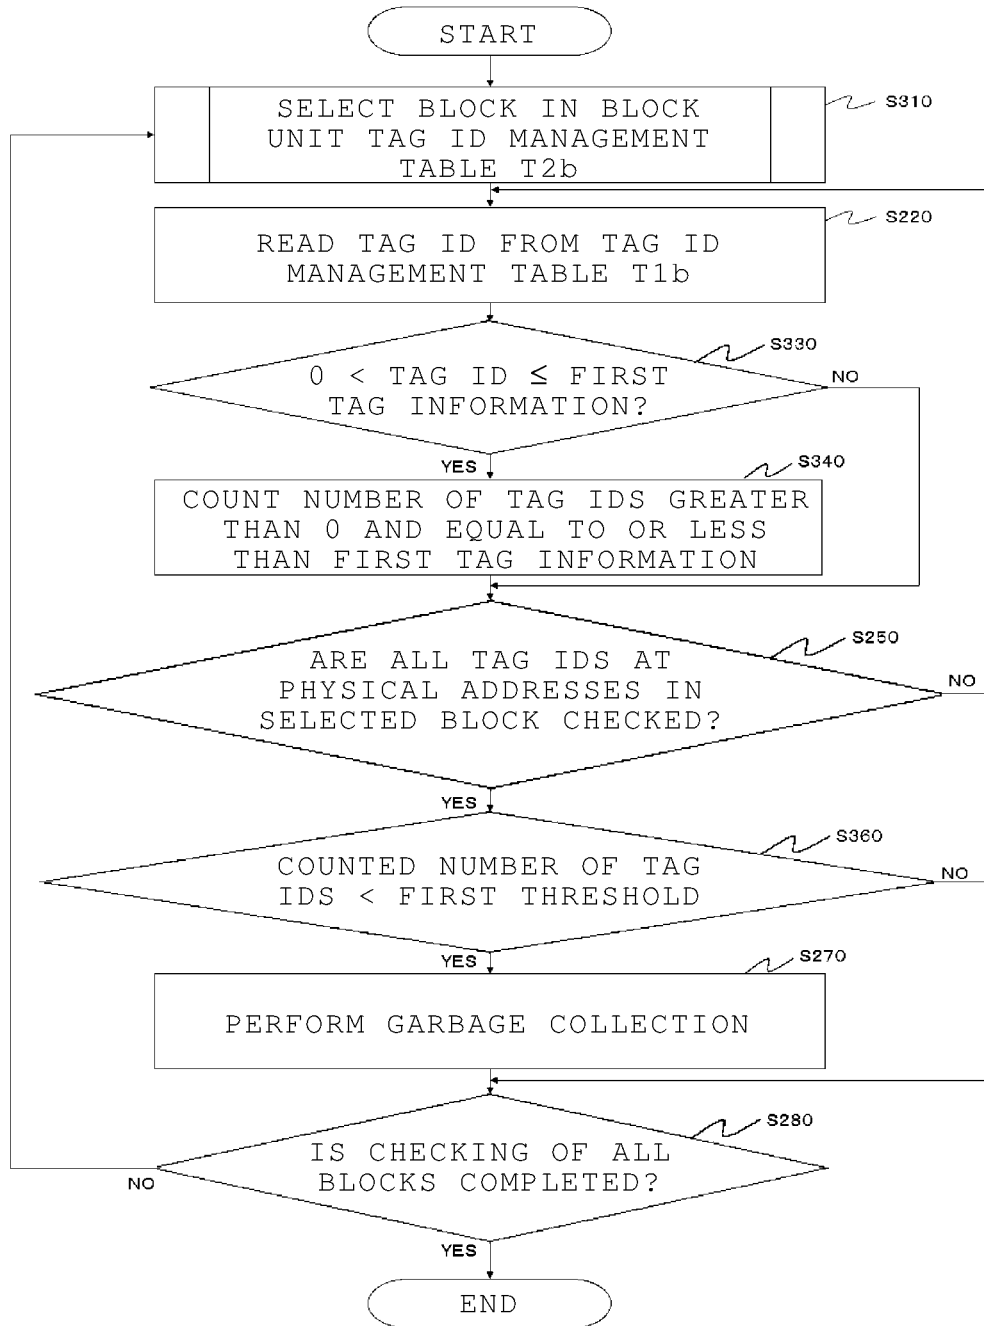 START
SELECT BLOCK IN BLOCK
UNIT TAG ID MANAGEMENT
TABLE T2b
S310
READ TAG ID FROM TAG ID
MANAGEMENT TABLE T1b
S220
0 < TAG ID ≤ FIRST
TAG INFORMATION?
S330
NO
YES
COUNT NUMBER OF TAG IDS GREATER
THAN 0 AND EQUAL TO OR LESS
THAN FIRST TAG INFORMATION
S340
ARE ALL TAG IDS AT
PHYSICAL ADDRESSES IN
SELECTED BLOCK CHECKED?
S250
NO
YES
COUNTED NUMBER OF TAG
IDS < FIRST THRESHOLD
S360
NO
YES
PERFORM GARBAGE COLLECTION
S270
IS CHECKING OF ALL
BLOCKS COMPLETED?
S280
NO
YES
END